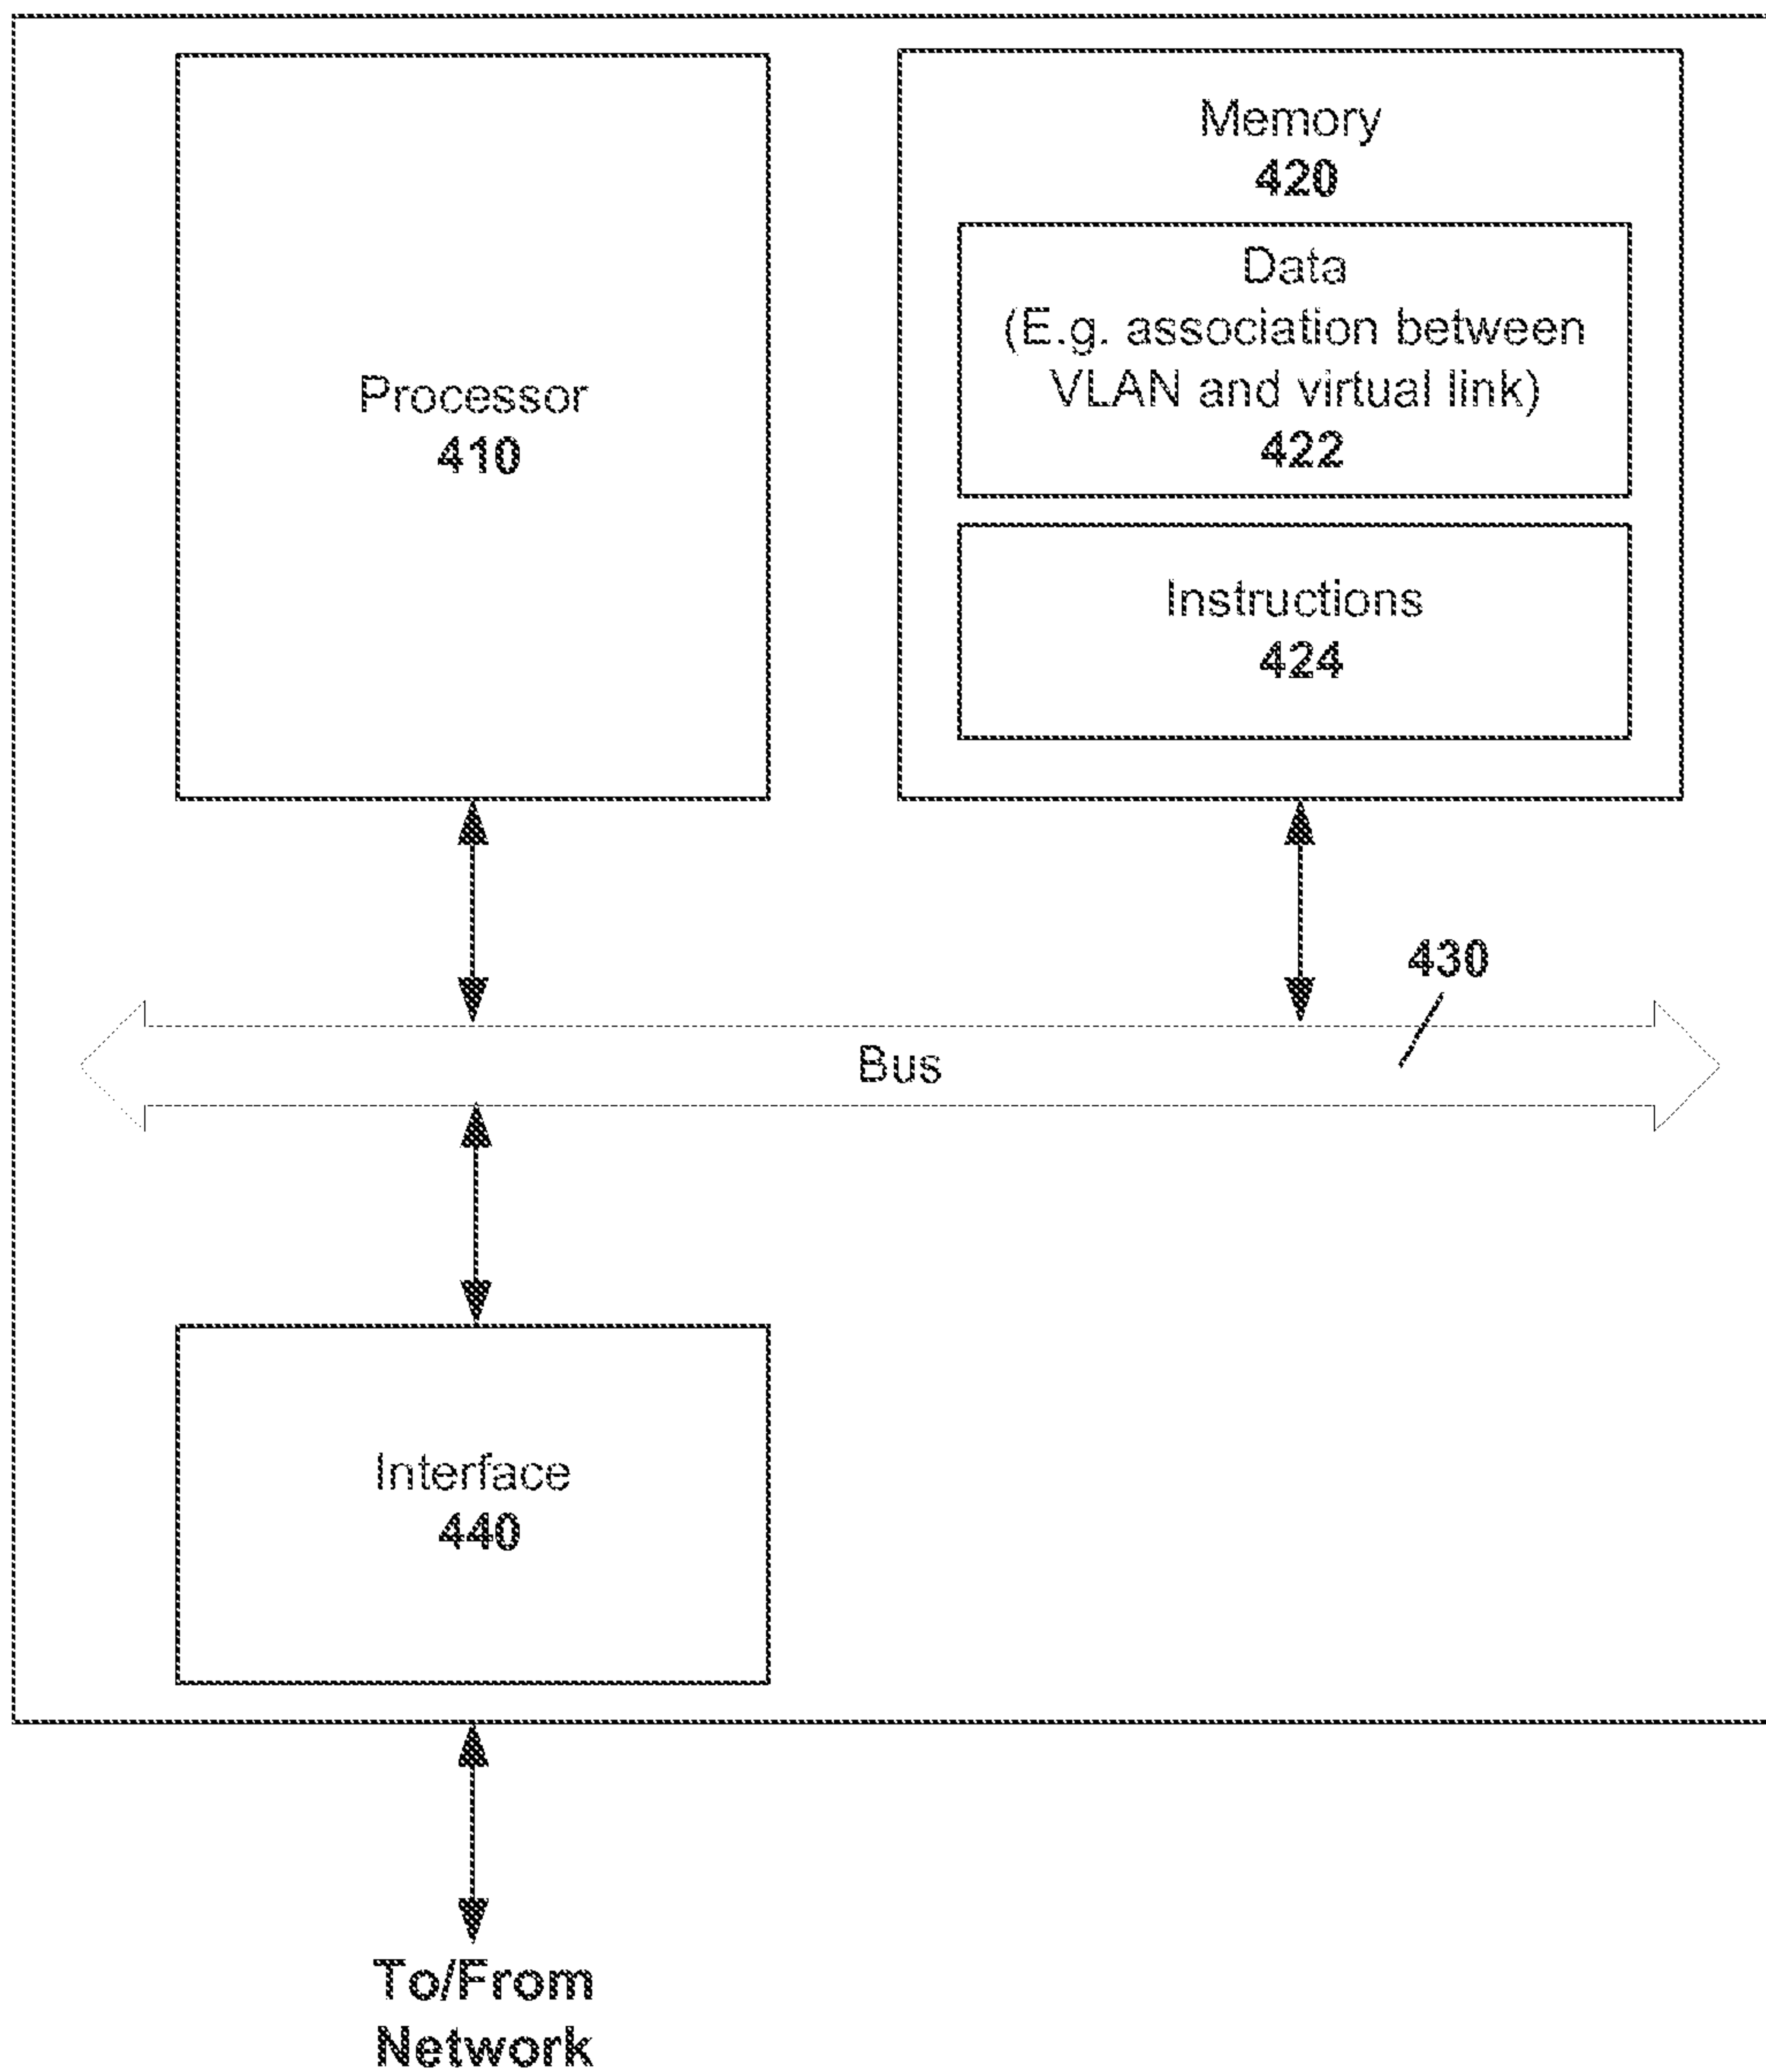 Processor
410
Memory
420
Data
(E.g. association between
VLAN and virtual link)
422
Instructions
424
430
Bus
Interface
440
To/From
Network